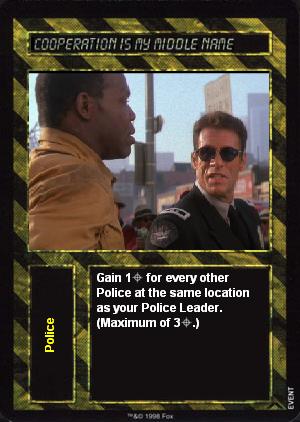 COOPERATION IS MY MIDDLE NAME
Gain 1⌖ for every other
Police at the same location
as your Police Leader.
(Maximum of 3⌖.)
Police
EVENT
™&© 1998 Fox